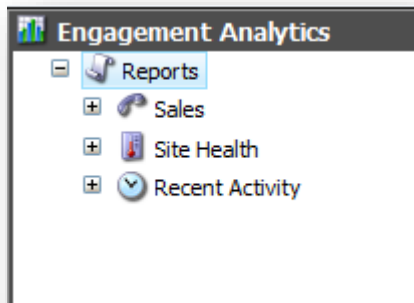 Engagement Analytics
Reports
Sales
Site Health
Recent Activity